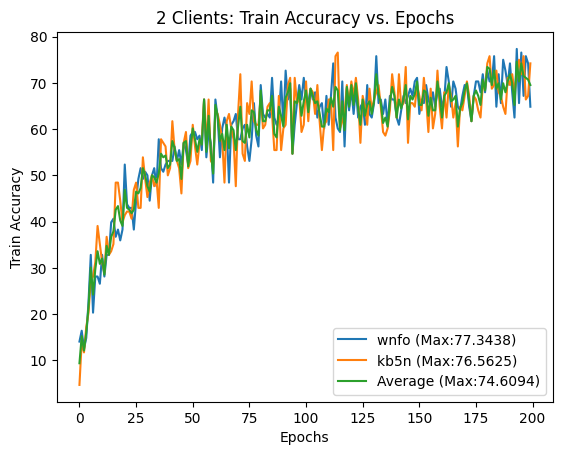 2 Clients: Train Accuracy vs. Epochs
80
70
60
50
40
30
20
10
Train Accuracy
wnfo (Max:77.3438)
kb5n (Max:76.5625)
Average (Max:74.6094)
0 25 50 75 100 125 150 175 200
Epochs